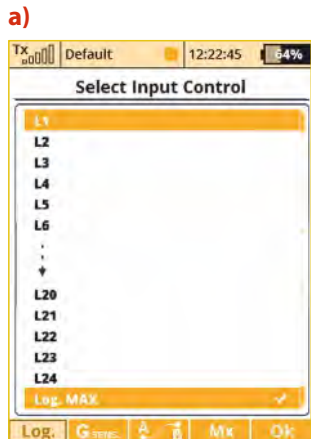 a)
Tx Default 12:22:45 64%
Select Input Control
L1
L2
L3
L4
L5
L6
L20
L21
L22
L23
L24
Log. MAX
Log. G A B Mx Ok